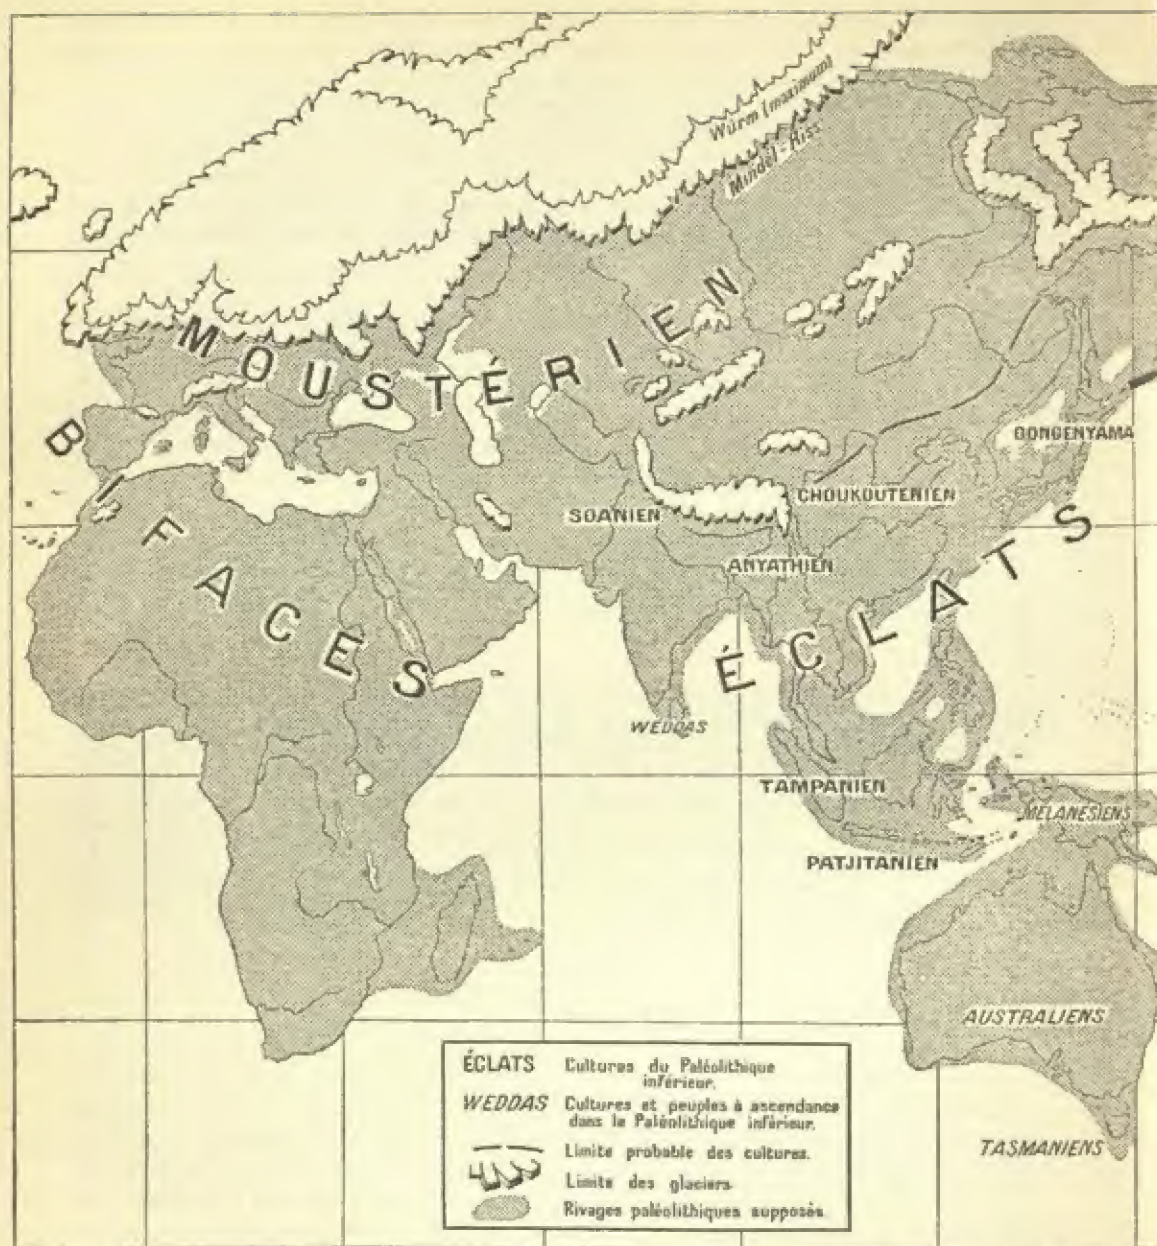 Würm (maximum)
Mindel-Riss
MOUSTÉRIEN
BIFACES
GONGENYAMA
CHOUKOUTENIEN
SOANIEN
ANYATHIEN
ÉCLATS
WEDDAS
TAMPANIEN
MÉLANÉSIENS
PATJITANIEN
AUSTRALIENS
TASMANIENS
ÉCLATS Cultures du Paléolithique
inférieur.
WEDDAS Cultures et peuples à ascendance
dans le Paléolithique inférieur.
Limite probable des cultures.
Limite des glaciers
Rivages paléolithiques supposés.